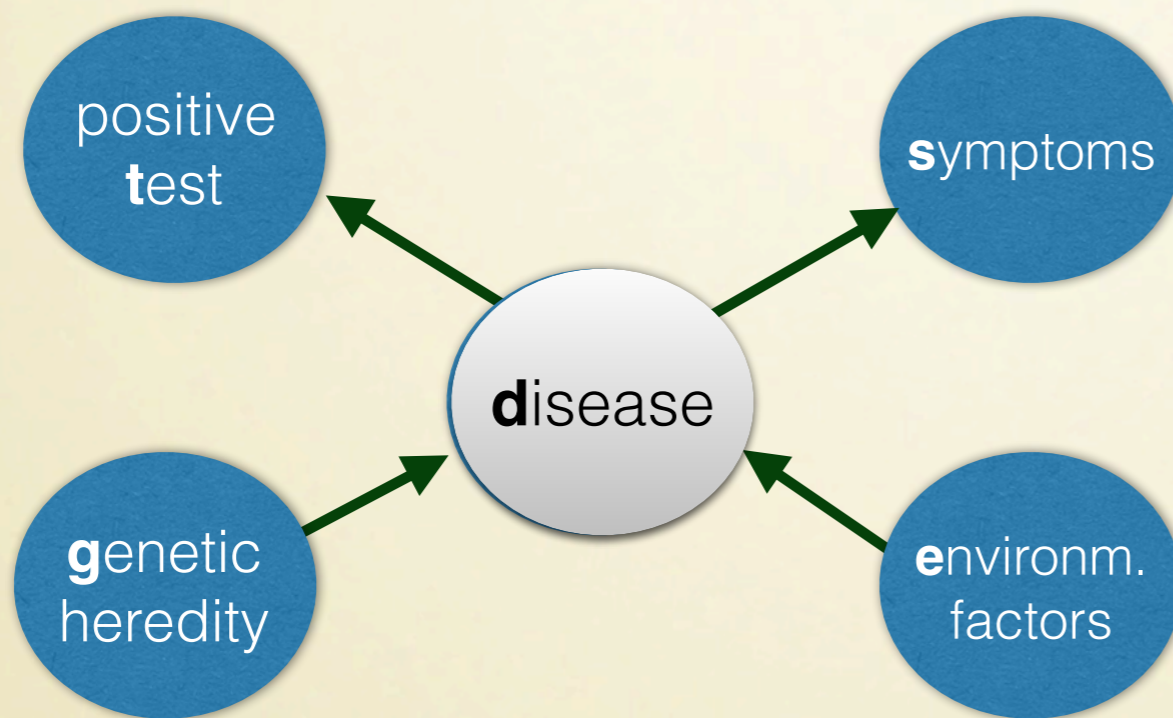 positive
test
symptoms
disease
genetic
heredity
environm.
factors